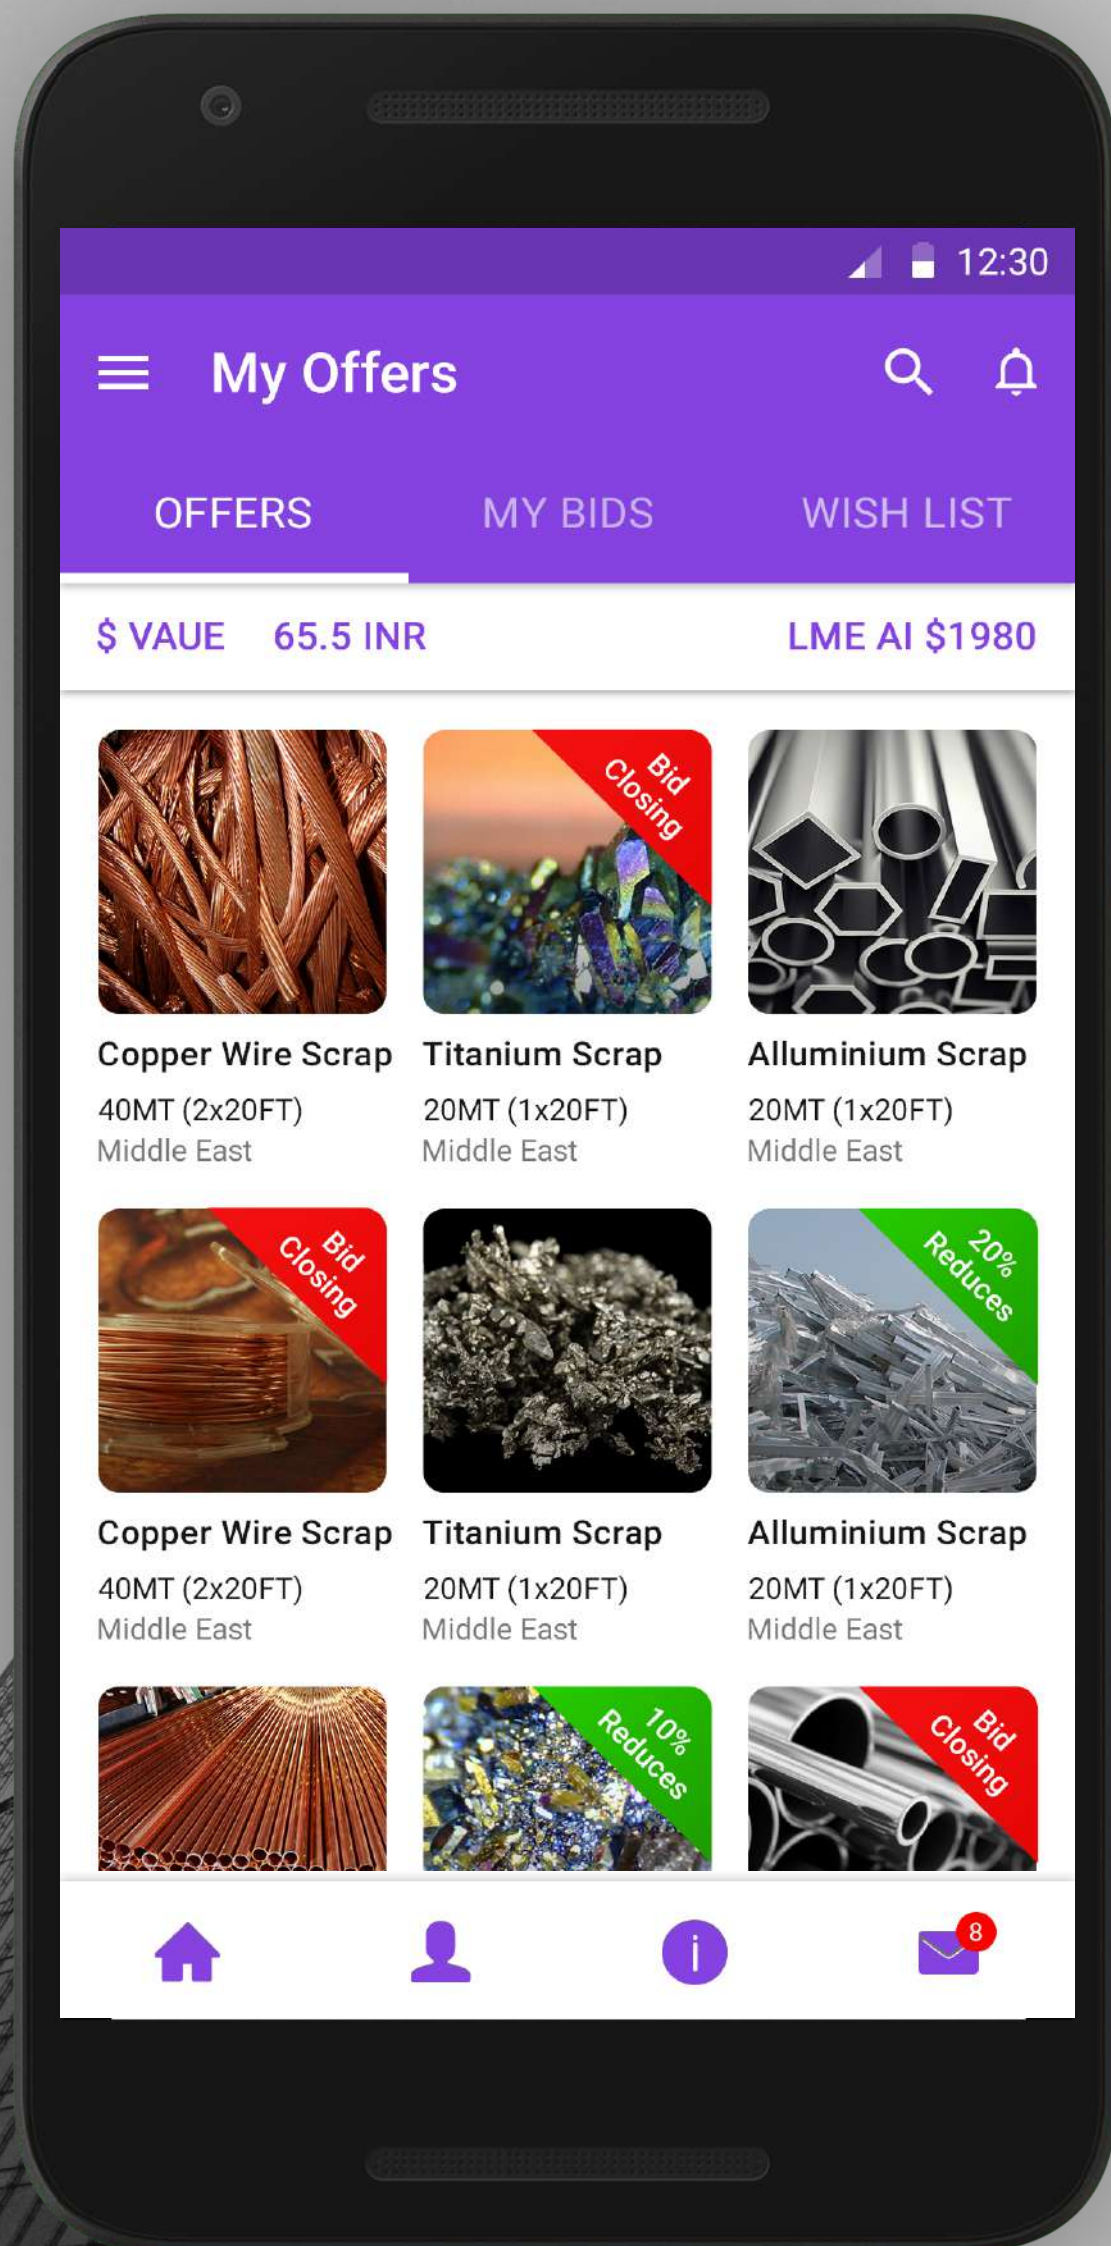 12:30
My Offers
OFFERS MY BIDS WISH LIST
$ VAUE 65.5 INR LME AI $1980
Bid
Closing
Copper Wire Scrap Titanium Scrap Alluminium Scrap
40MT (2x20FT) 20MT (1x20FT) 20MT (1x20FT)
Middle East Middle East Middle East
Bid
Closing
20%
Reduces
Copper Wire Scrap Titanium Scrap Alluminium Scrap
40MT (2x20FT) 20MT (1x20FT) 20MT (1x20FT)
Middle East Middle East Middle East
10%
Reduces
Bid
Closing
8